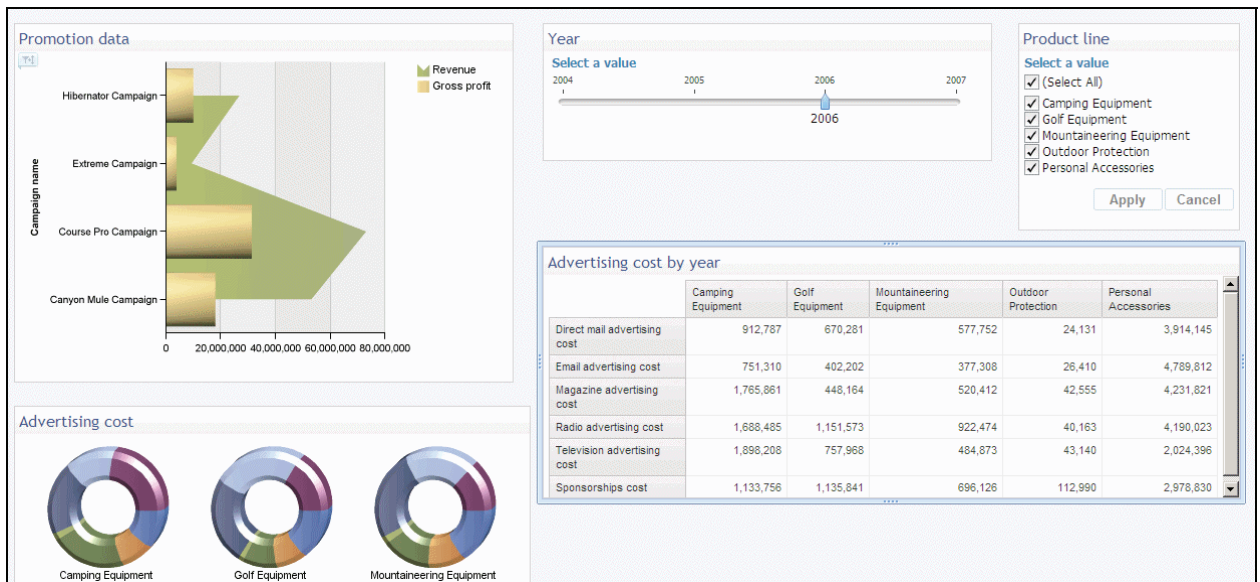 Promotion data
Revenue
Gross profit
Hibernator Campaign
Extreme Campaign
Course Pro Campaign
Canyon Mule Campaign
Campaign name
0 20,000,000 40,000,000 60,000,000 80,000,000
Year
Select a value
2004 2005 2006 2007
2006
Product line
Select a value
(Select All)
Camping Equipment
Golf Equipment
Mountaineering Equipment
Outdoor Protection
Personal Accessories
Apply Cancel
Advertising cost by year
Camping Equipment Golf Equipment Mountaineering Equipment Outdoor Protection Personal Accessories
Direct mail advertising cost 912,787 670,281 577,752 24,131 3,914,145
Email advertising cost 751,310 402,202 377,308 26,410 4,789,812
Magazine advertising cost 1,765,861 448,164 520,412 42,555 4,231,821
Radio advertising cost 1,688,485 1,151,573 922,474 40,163 4,190,023
Television advertising cost 1,898,208 757,968 484,873 43,140 2,024,396
Sponsorships cost 1,133,756 1,135,841 696,126 112,990 2,978,830
Advertising cost
Camping Equipment Golf Equipment Mountaineering Equipment